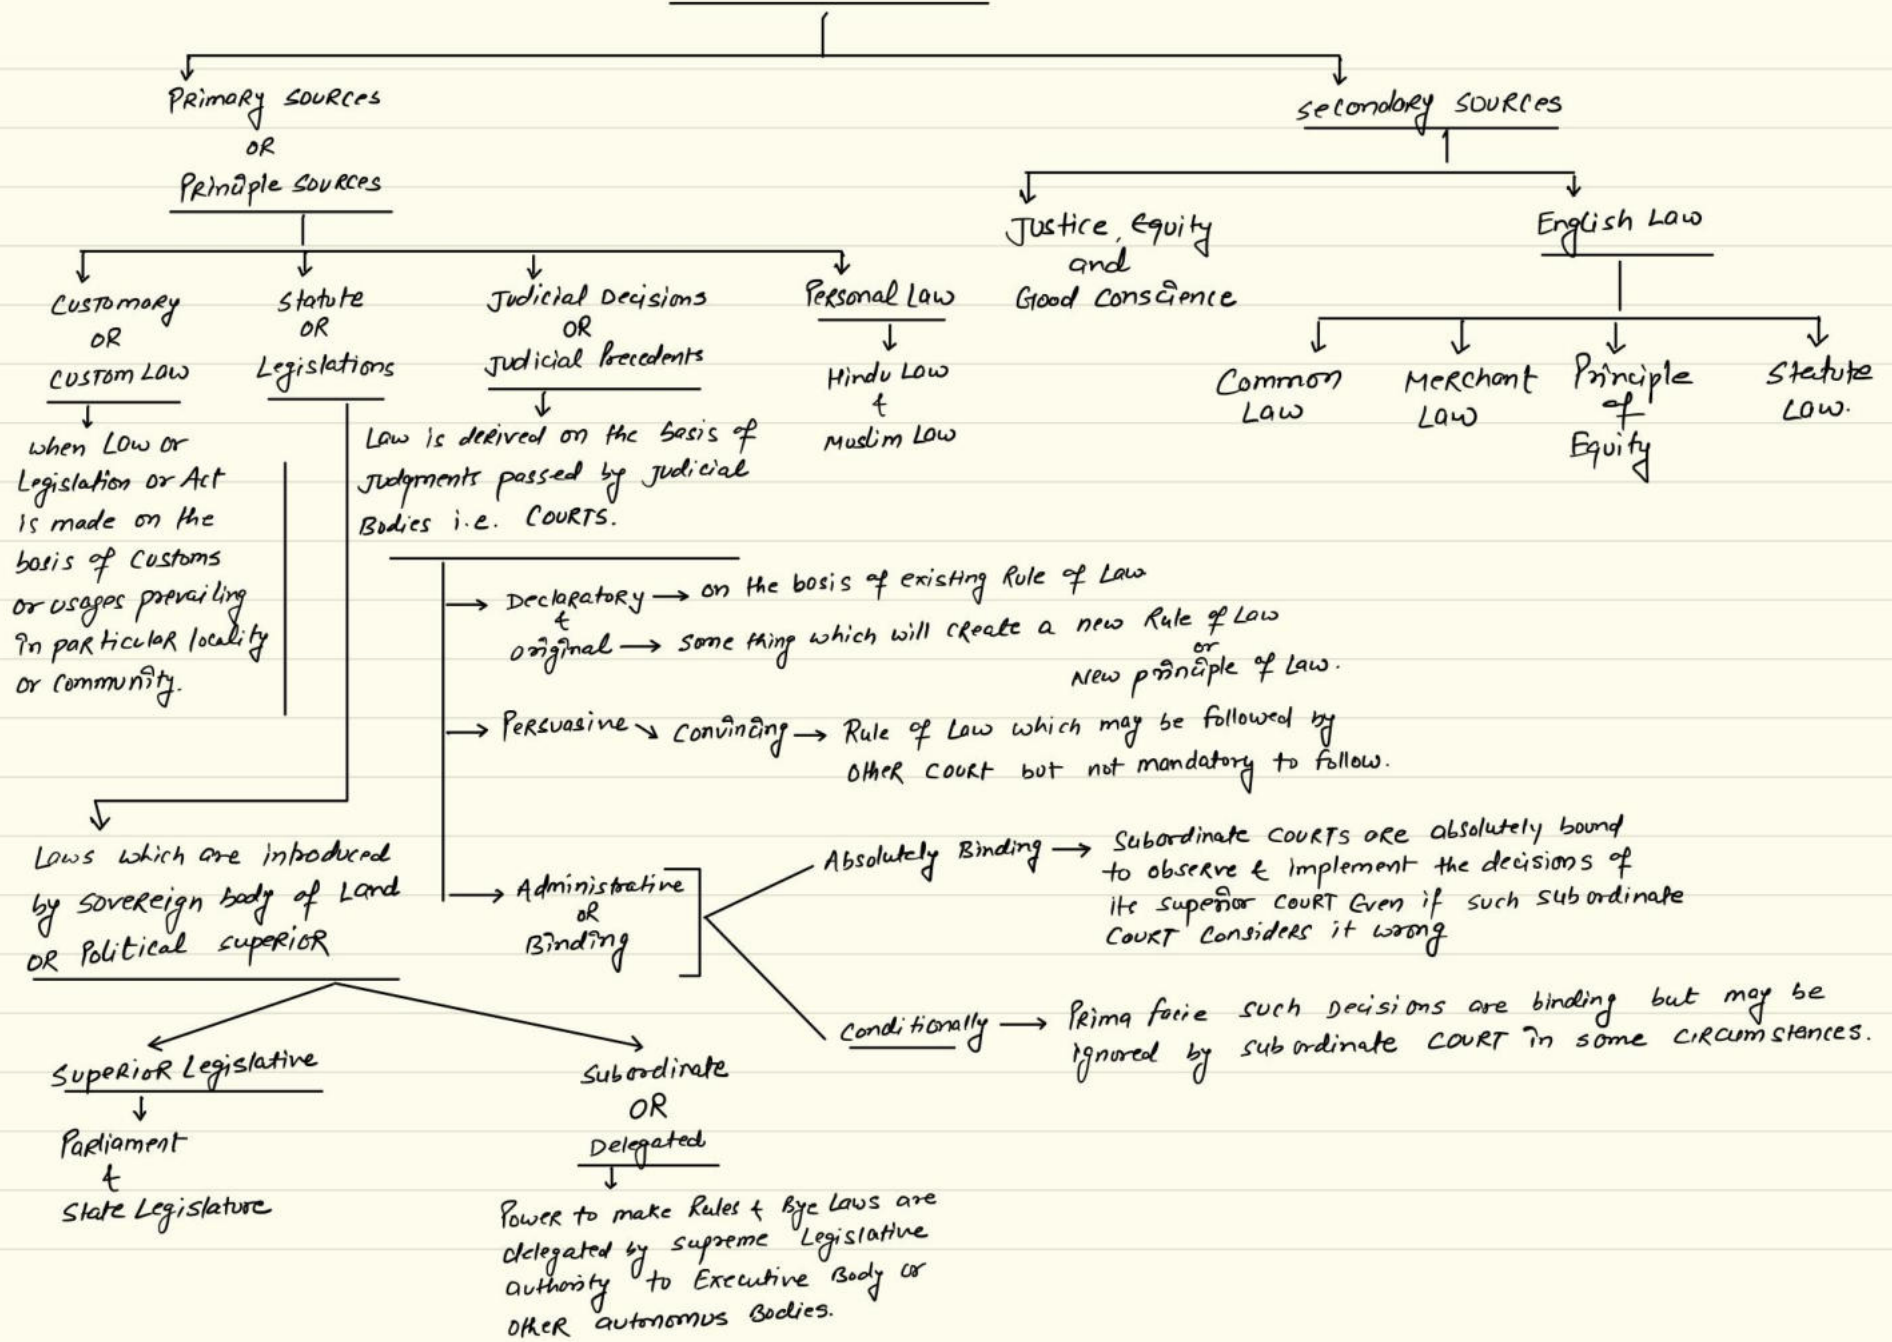 Primary sources
OR
Principle sources
Secondary sources
Justice, Equity
and
Good Conscience
English Law
Common
Law
Merchant
Law
Principle
of
Equity
Statute
Law.
Customary
OR
Custom Law
when Law or
Legislation or Act
is made on the
basis of customs
or usages prevailing
in particular locality
or community.
Statute
OR
Legislations
Judicial Decisions
OR
Judicial Precedents
Law is derived on the basis of
Judgments passed by Judicial
Bodies i.e. COURTS.
Personal Law
Hindu Law
&
Muslim Law
Declaratory → on the basis of existing Rule of Law
&
original → some thing which will create a new Rule of Law
or
New principle of Law.
Persuasive ↘ Convincing → Rule of Law which may be followed by
other court but not mandatory to follow.
Administrative
OR
Binding
Absolutely Binding → Subordinate COURTS are absolutely bound
to observe & implement the decisions of
its superior court Even if such subordinate
COURT considers it wrong
Conditionally → Prima facie such Decisions are binding but may be
ignored by subordinate COURT in some circumstances.
Laws which are introduced
by sovereign body of Land
OR Political superior
Superior Legislative
Parliament
&
State Legislature
Subordinate
OR
Delegated
Power to make Rules & Bye Laws are
delegated by supreme Legislative
authority to Executive Body or
other autonomus Bodies.